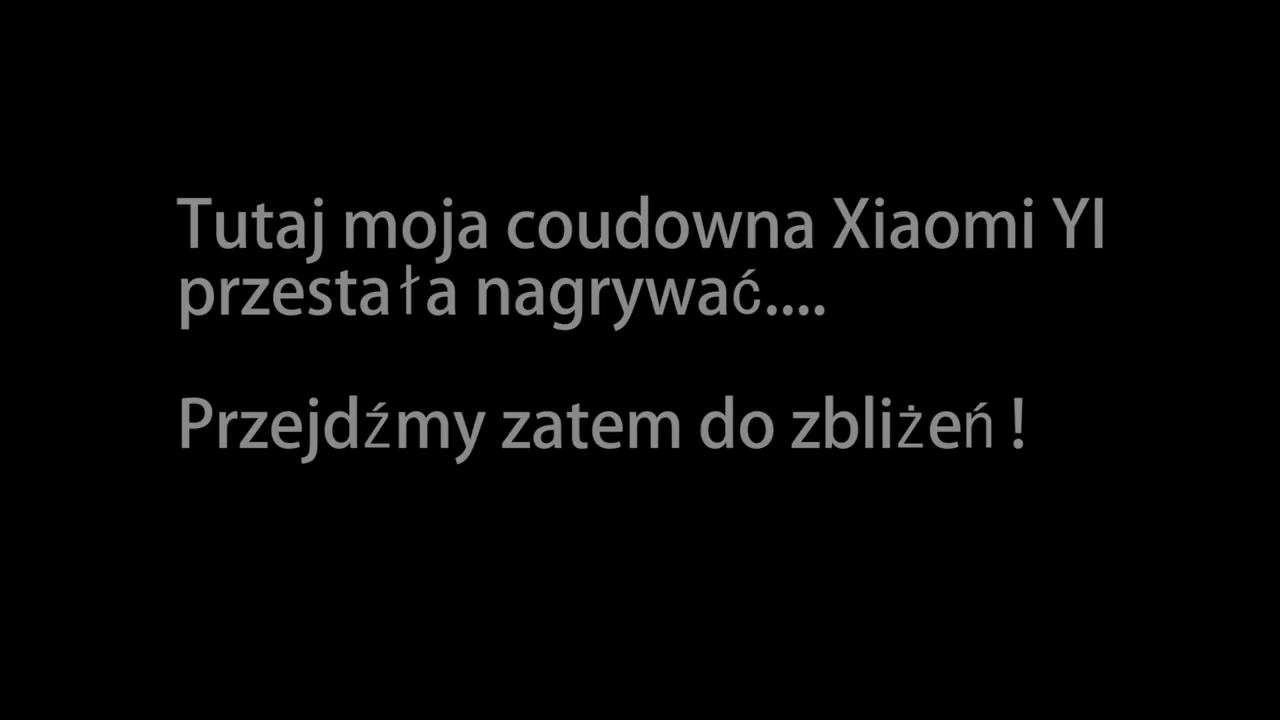 Tutaj moja coudowna Xiaomi YI
przestała nagrywać....
Przejdźmy zatem do zbliżeń !